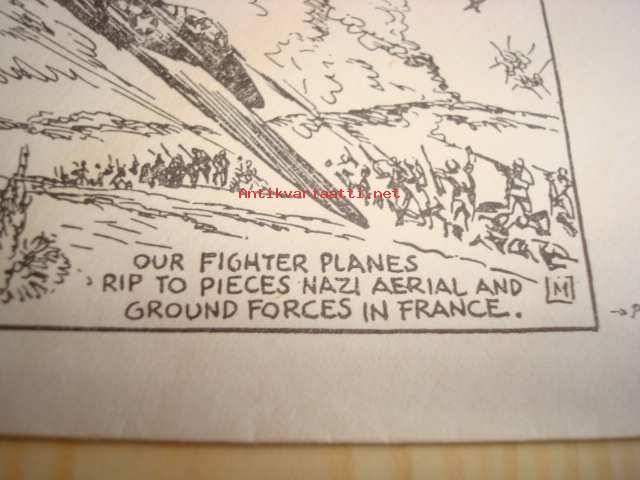 Antikvariaatti.net
OUR FIGHTER PLANES
RIP TO PIECES NAZI AERIAL AND
GROUND FORCES IN FRANCE.
M